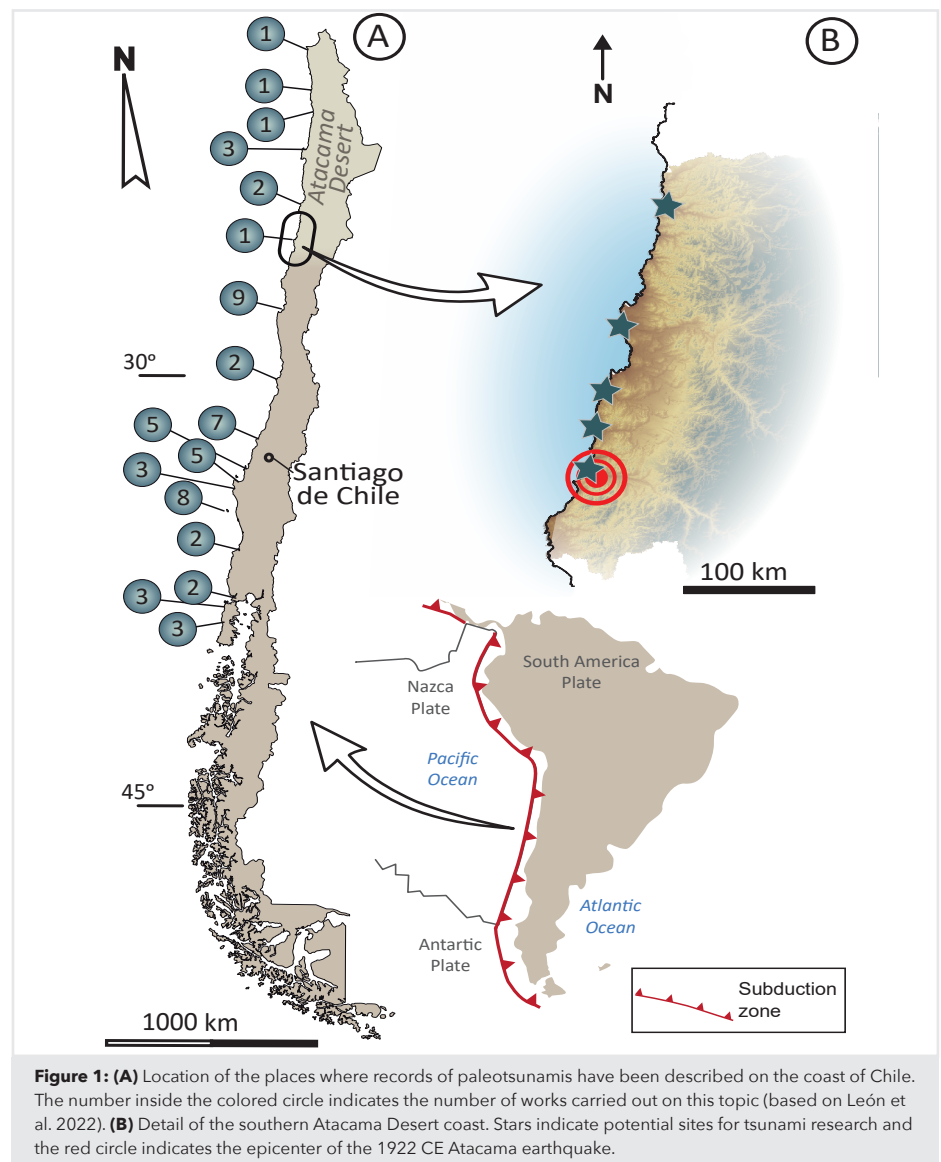 A
N
1
1
1
3
2
1
9
2
30°
7
5
5
3
8
2
2
3
3
45°
Atacama
Desert
Santiago
de Chile
1000 km
B
N
100 km
South America
Plate
Nazca
Plate
Pacific
Ocean
Atlantic
Ocean
Antartic
Plate
Subduction
zone
Figure 1: (A) Location of the places where records of paleotsunamis have been described on the coast of Chile.
The number inside the colored circle indicates the number of works carried out on this topic (based on León et
al. 2022). (B) Detail of the southern Atacama Desert coast. Stars indicate potential sites for tsunami research and
the red circle indicates the epicenter of the 1922 CE Atacama earthquake.